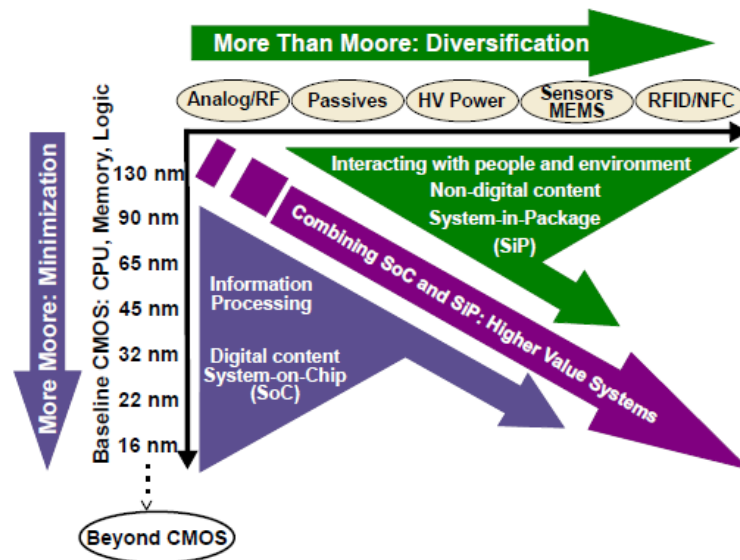 More Than Moore: Diversification
Analog/RF
Passives
HV Power
Sensors
MEMS
RFID/NFC
More Moore: Minimization
Baseline CMOS: CPU, Memory, Logic
130 nm
90 nm
65 nm
45 nm
32 nm
22 nm
16 nm
Interacting with people and environment
Non-digital content
System-in-Package
(SiP)
Combining SoC and SiP: Higher Value Systems
Information
Processing
Digital content
System-on-Chip
(SoC)
Beyond CMOS